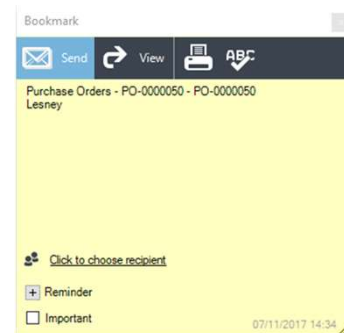 Bookmark
Send View ABC
Purchase Orders - PO-0000050 - PO-0000050
Lesney
Click to choose recipient
+ Reminder
Important
07/11/2017 14:34